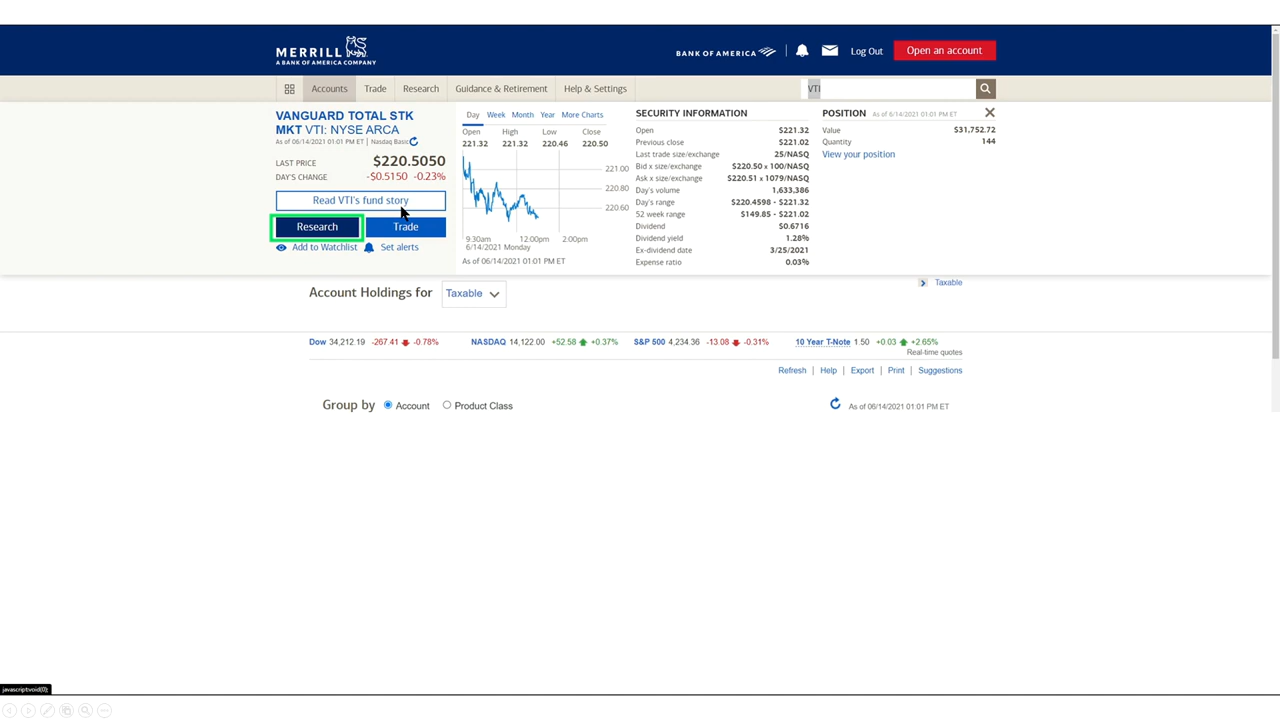 MERRILL
A BANK OF AMERICA COMPANY
BANK OF AMERICA
Log Out
Open an account
Accounts
Trade
Research
Guidance & Retirement
Help & Settings
VTI
VANGUARD TOTAL STK
MKT VTI: NYSE ARCA
As of 06/14/2021 01:01 PM ET | Nasdaq Basic
LAST PRICE $220.5050
DAY'S CHANGE -$0.5150 -0.23%
Read VTI's fund story
Research
Trade
Add to Watchlist
Set alerts
Day Week Month Year More Charts
Open High Low Close
221.32 221.32 220.46 220.50
221.00
220.80
220.60
9:30am 12:00pm 2:00pm
6/14/2021 Monday
As of 06/14/2021 01:01 PM ET
SECURITY INFORMATION
Open $221.32
Previous close $221.02
Last trade size/exchange 25/NASQ
Bid x size/exchange $220.50 x 100/NASQ
Ask x size/exchange $220.51 x 1079/NASQ
Day's volume 1,633,386
Day's range $220.4598 - $221.32
52 week range $149.85 - $221.02
Dividend $0.6716
Dividend yield 1.28%
Ex-dividend date 3/25/2021
Expense ratio 0.03%
POSITION As of 6/14/2021 01:01 PM ET
Value $31,752.72
Quantity 144
View your position
Account Holdings for Taxable
Taxable
Dow 34,212.19 -267.41 -0.78% NASDAQ 14,122.00 +52.58 +0.37% S&P 500 4,234.36 -13.08 -0.31% 10 Year T-Note 1.50 +0.03 +2.65%
Real-time quotes
Refresh | Help | Export | Print | Suggestions
Group by Account Product Class
As of 06/14/2021 01:01 PM ET
javascript:void(0);